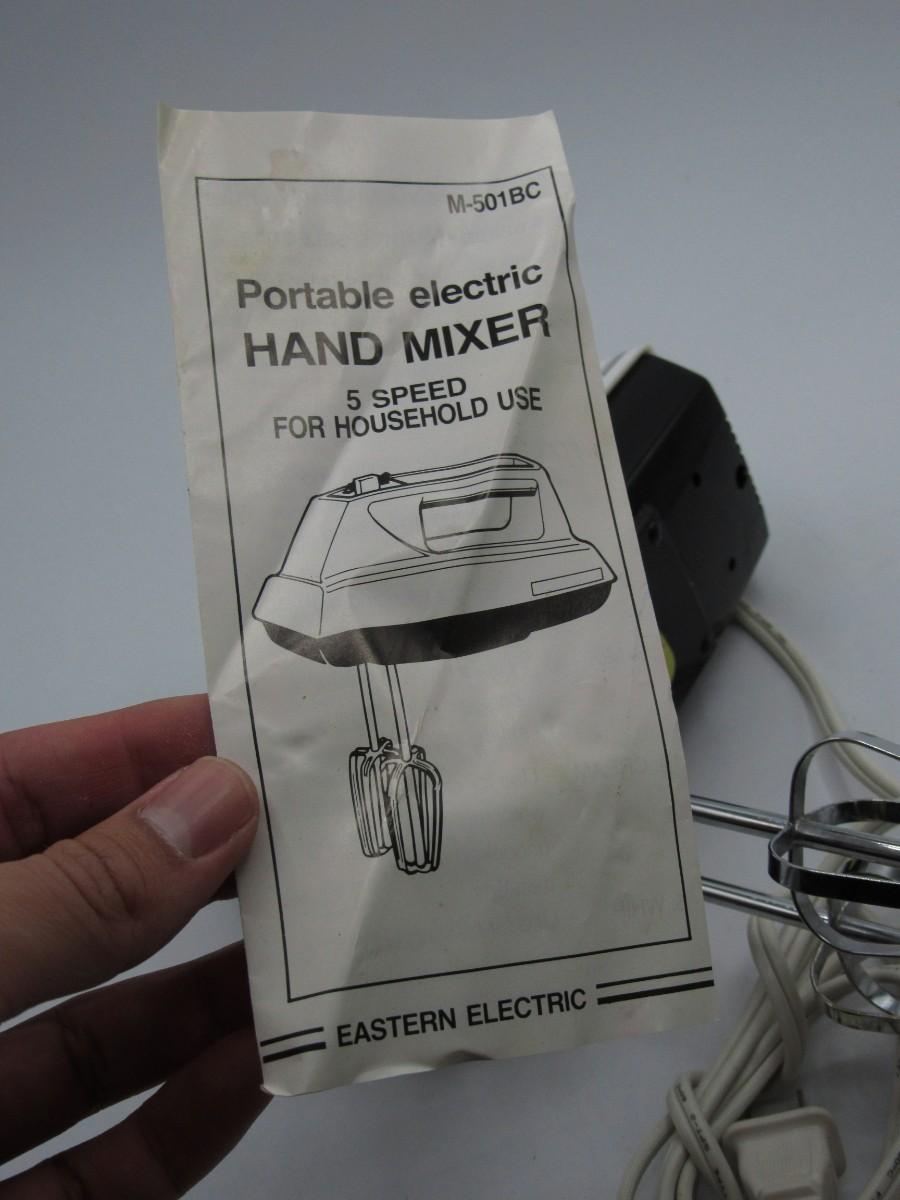 M-501BC
Portable electric
HAND MIXER
5 SPEED
FOR HOUSEHOLD USE
EASTERN ELECTRIC